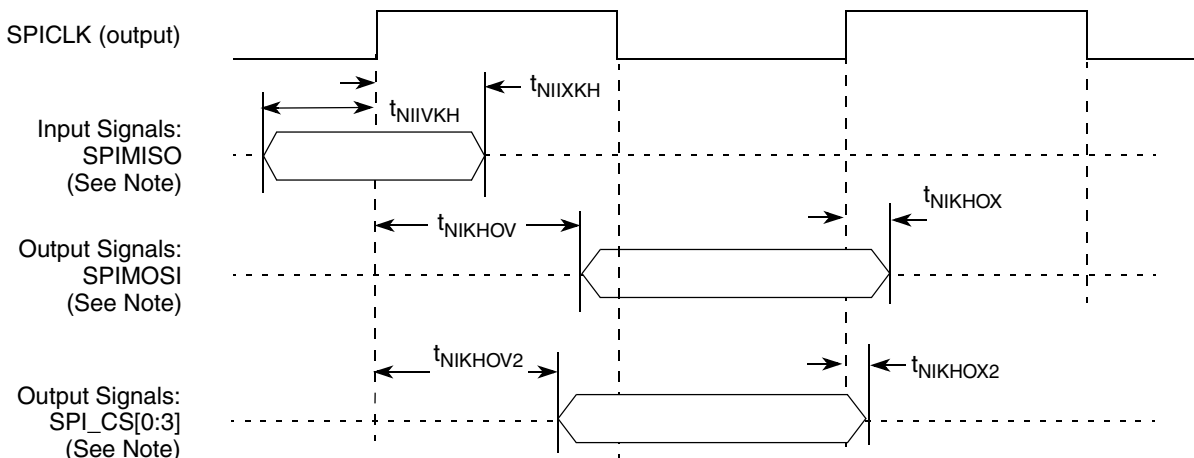 SPICLK (output)
tNIIXKH
tNIIVKH
Input Signals:
SPIMISO
(See Note)
tNIKHOX
tNIKHOV
Output Signals:
SPIMOSI
(See Note)
tNIKHOV2
tNIKHOX2
Output Signals:
SPI_CS[0:3]
(See Note)